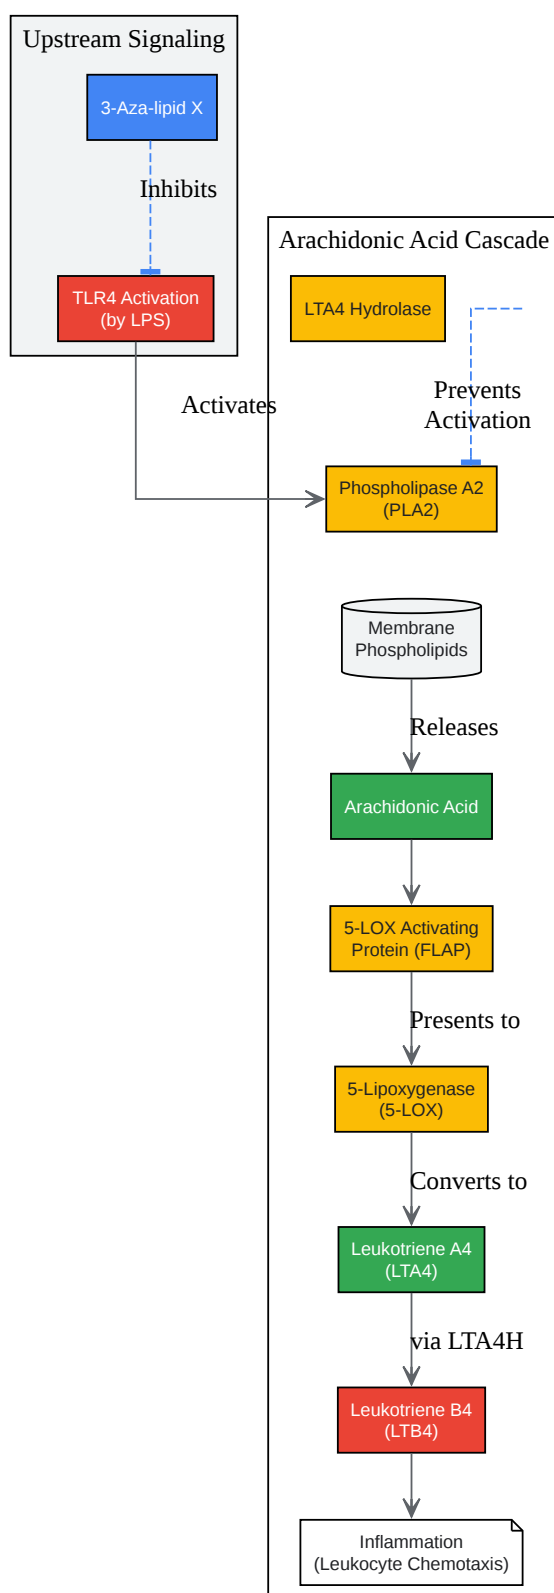 Upstream Signaling
3-Aza-lipid X
Inhibits
TLR4 Activation
(by LPS)
Activates
Arachidonic Acid Cascade
LTA4 Hydrolase
Prevents
Activation
Phospholipase A2
(PLA2)
Membrane
Phospholipids
Releases
Arachidonic Acid
5-LOX Activating
Protein (FLAP)
Presents to
5-Lipoxygenase
(5-LOX)
Converts to
Leukotriene A4
(LTA4)
via LTA4H
Leukotriene B4
(LTB4)
Inflammation
(Leukocyte Chemotaxis)